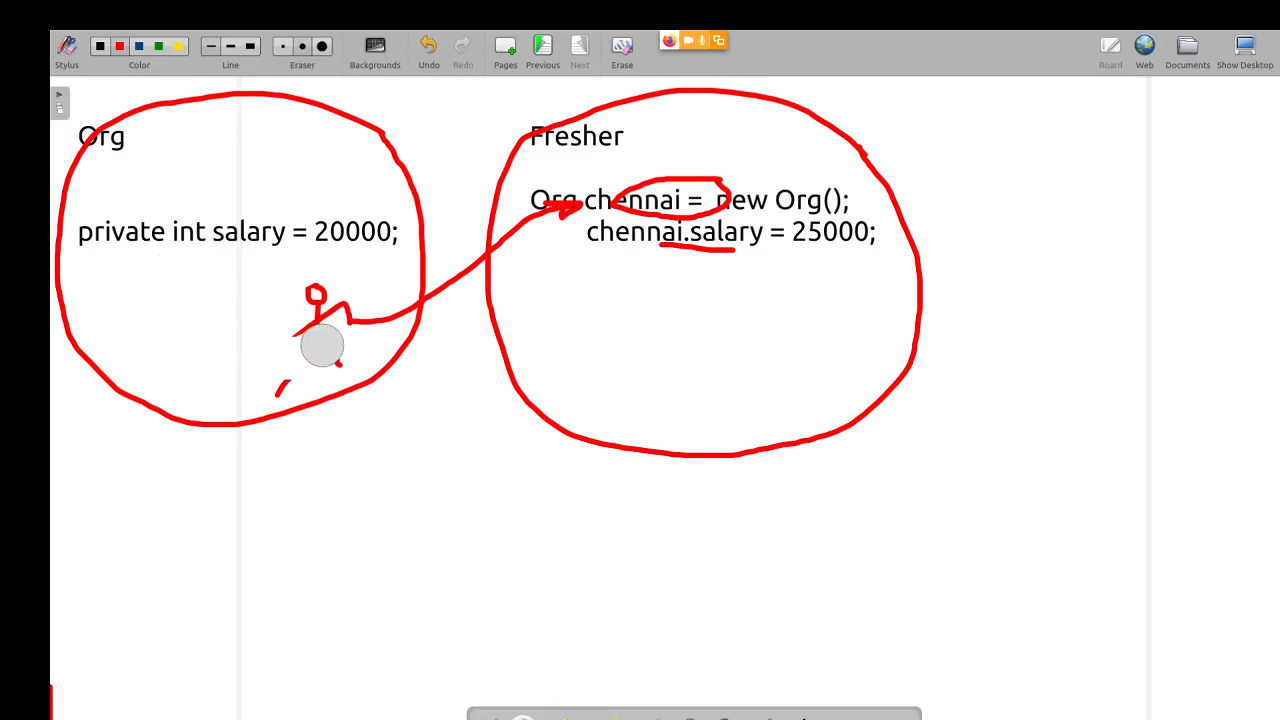 Stylus
Color
Line
Eraser
Backgrounds
Undo
Redo
Pages
Previous
Next
Erase
Board
Web
Documents
Show Desktop
Org
private int salary = 20000;
Fresher
Org chennai = new Org();
chennai.salary = 25000;